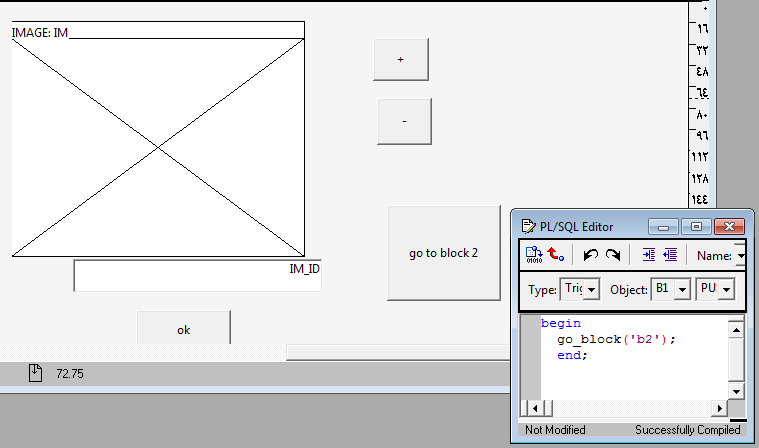 IMAGE: IM
+
-
go to block 2
IM_ID
ok
72.75
٠
١٦
٣٢
٤٨
٦٤
٨٠
٩٦
١١٢
١٢٨
١٤٤
PL/SQL Editor
Name:
Type: Tri Object: B1 PU
begin
go_block('b2');
end;
Not Modified Successfully Compiled